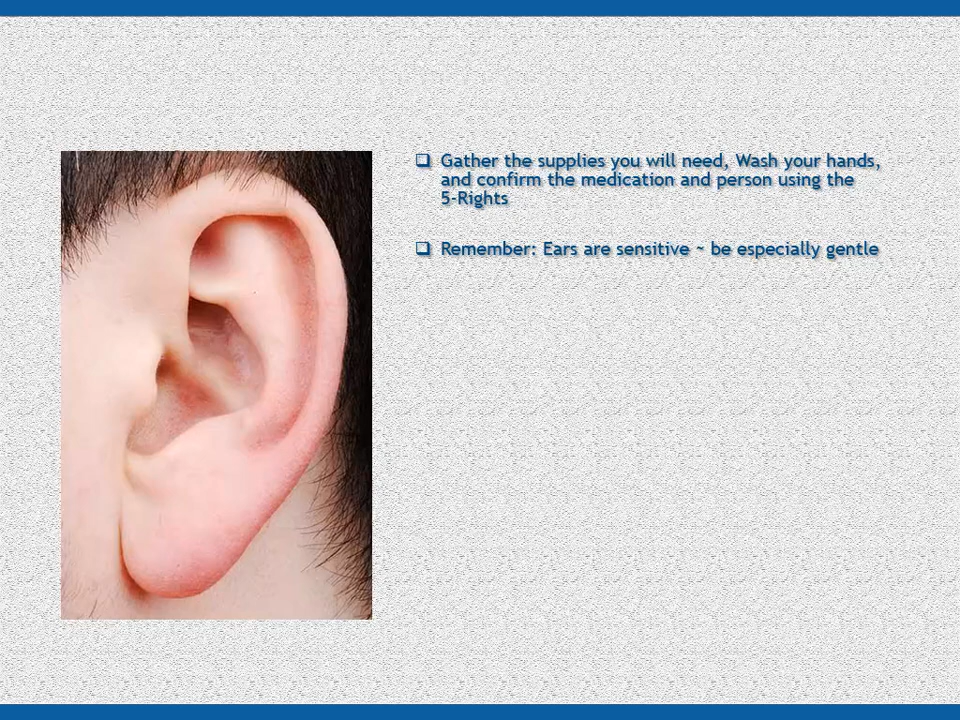 Gather the supplies you will need, Wash your hands,
and confirm the medication and person using the
5-Rights
Remember: Ears are sensitive ~ be especially gentle